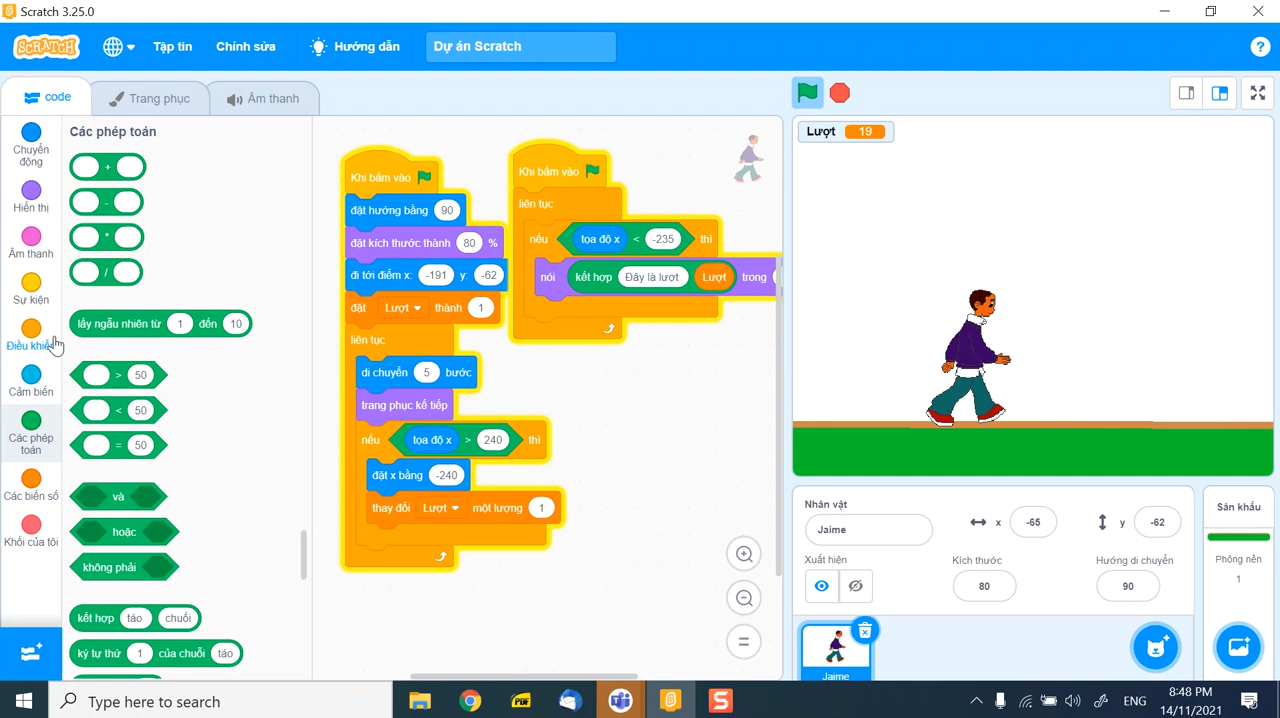 Scratch 3.25.0
SCRATCH
Tập tin
Chỉnh sửa
Hướng dẫn
Dự án Scratch
?
code
Trang phục
Âm thanh
Chuyển động
Hiển thị
Âm thanh
Sự kiện
Điều khiể
Cảm biến
Các phép toán
Các biến số
Khối của tôi
Các phép toán
+
-
*
/
lấy ngẫu nhiên từ 1 đến 10
> 50
< 50
= 50
và
hoặc
không phải
kết hợp táo chuối
ký tự thứ 1 của chuỗi táo
Khi bấm vào
đặt hướng bằng 90
đặt kích thước thành 80 %
đi tới điểm x: -191 y: -62
đặt Lượt thành 1
liên tục
di chuyển 5 bước
trang phục kế tiếp
nếu tọa độ x > 240 thì
đặt x bằng -240
thay đổi Lượt một lượng 1
Khi bấm vào
liên tục
nếu tọa độ x < -235 thì
nói kết hợp Đây là lượt Lượt trong
Lượt 19
Nhân vật
Jaime
x -65
y -62
Xuất hiện
Kích thước
80
Hướng di chuyển
90
Jaime
Sân khấu
Phông nền
1
Type here to search
PDF
S
ENG
8:48 PM
14/11/2021